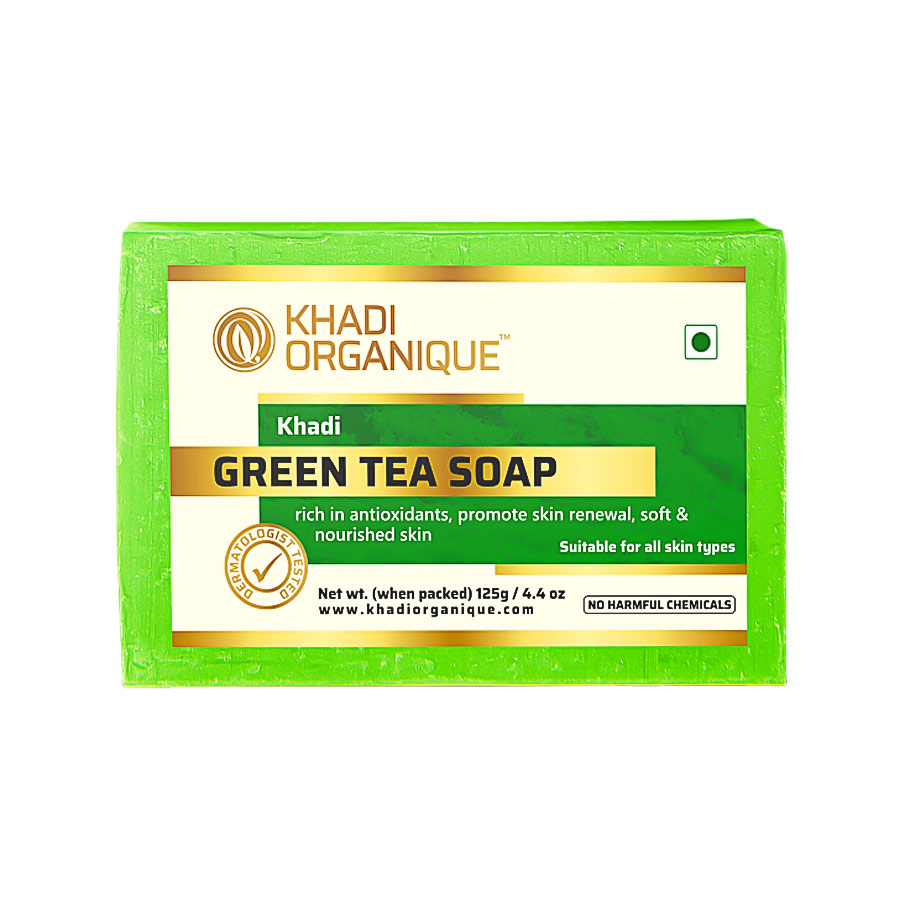 KHADI
ORGANIQUE™
Khadi
GREEN TEA SOAP
rich in antioxidants, promote skin renewal, soft &
nourished skin
Suitable for all skin types
DERMATOLOGIST TESTED
Net wt. (when packed) 125g / 4.4 oz
www.khadiorganique.com
NO HARMFUL CHEMICALS